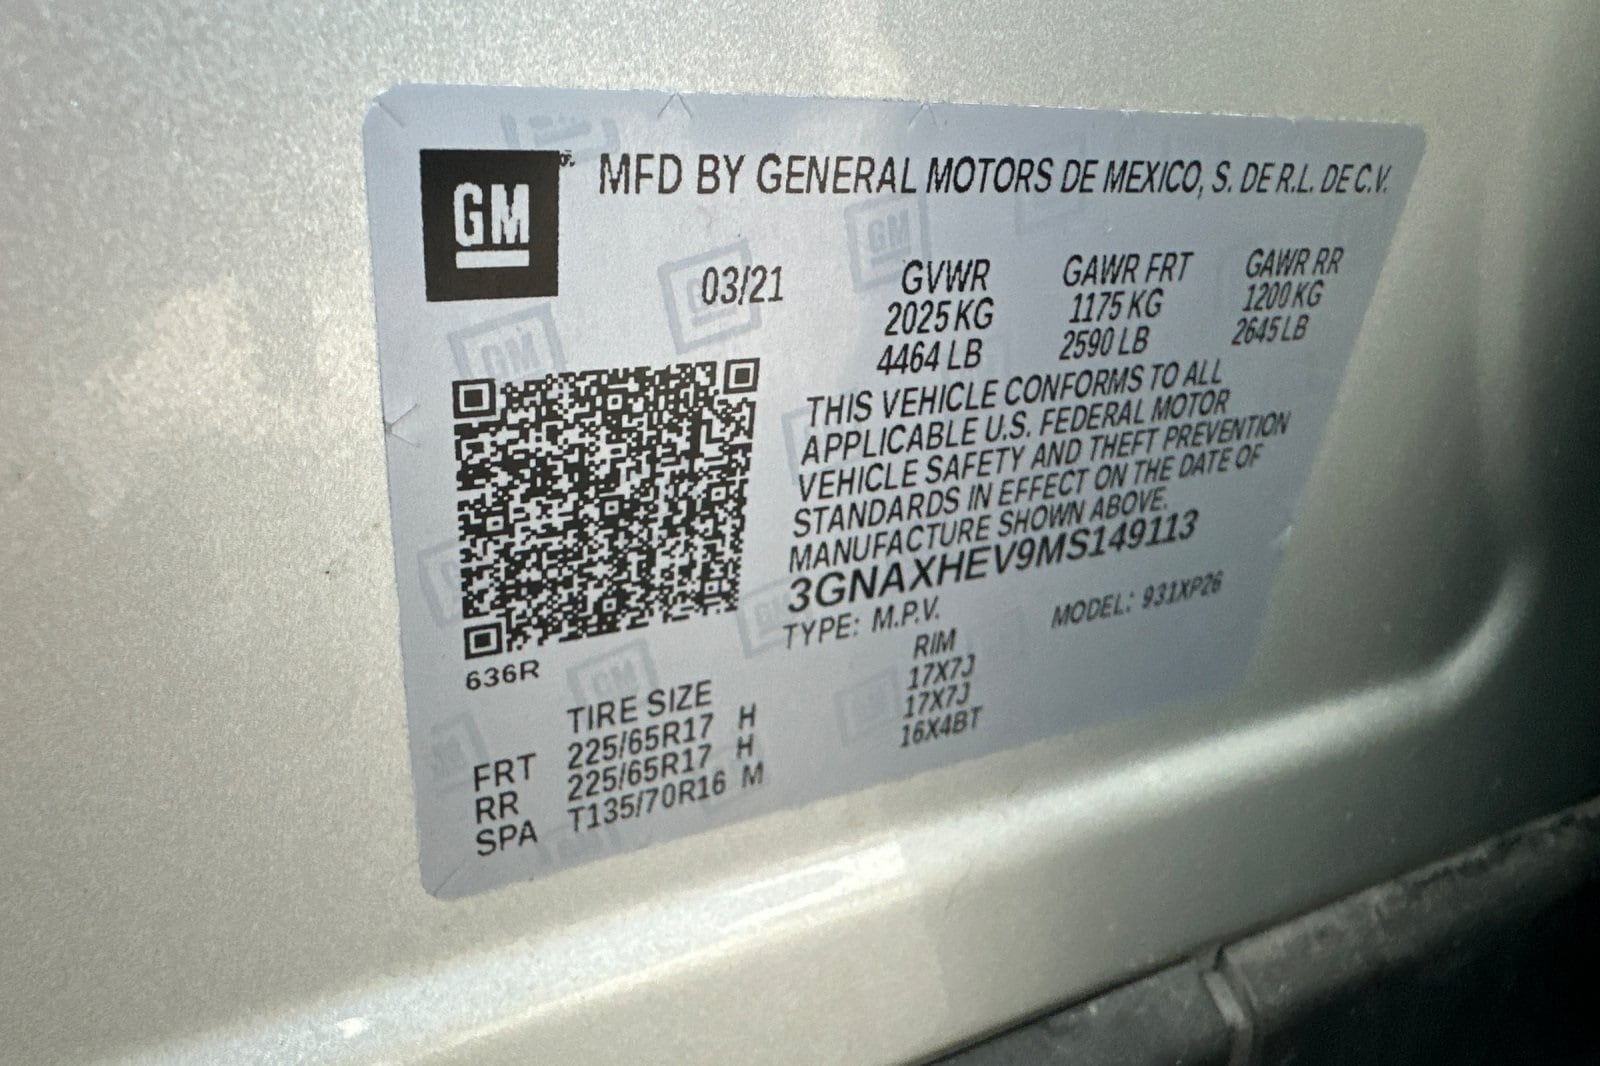 GM
MFD BY GENERAL MOTORS DE MEXICO, S. DE R.L. DE C.V.
03/21 GVWR GAWR FRT GAWR RR
2025 KG 1175 KG 1200 KG
4464 LB 2590 LB 2645 LB
THIS VEHICLE CONFORMS TO ALL
APPLICABLE U.S. FEDERAL MOTOR
VEHICLE SAFETY AND THEFT PREVENTION
STANDARDS IN EFFECT ON THE DATE OF
MANUFACTURE SHOWN ABOVE.
3GNAXHEV9MS149113
TYPE: M.P.V. MODEL: 931XP26
636R
TIRE SIZE RIM
FRT 225/65R17 H 17X7J
RR 225/65R17 H 17X7J
SPA T135/70R16 M 16X4BT